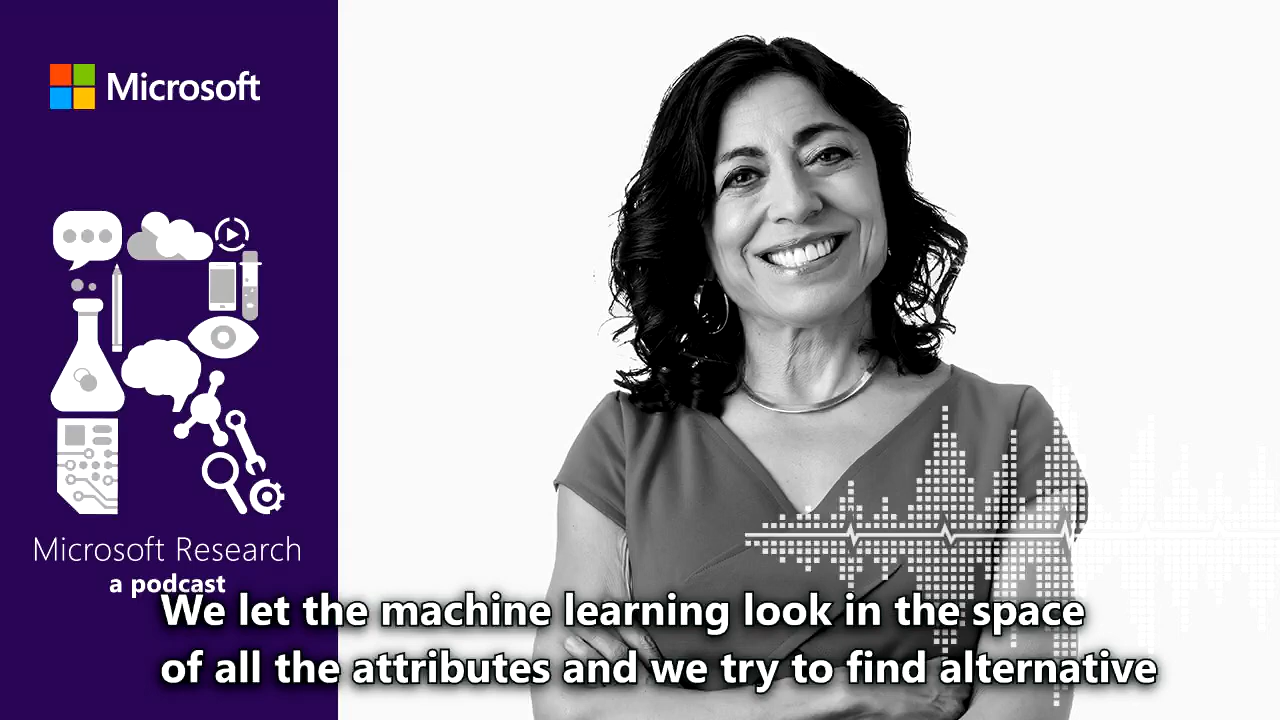 Microsoft
Microsoft Research
a podcast
We let the machine learning look in the space
of all the attributes and we try to find alternative